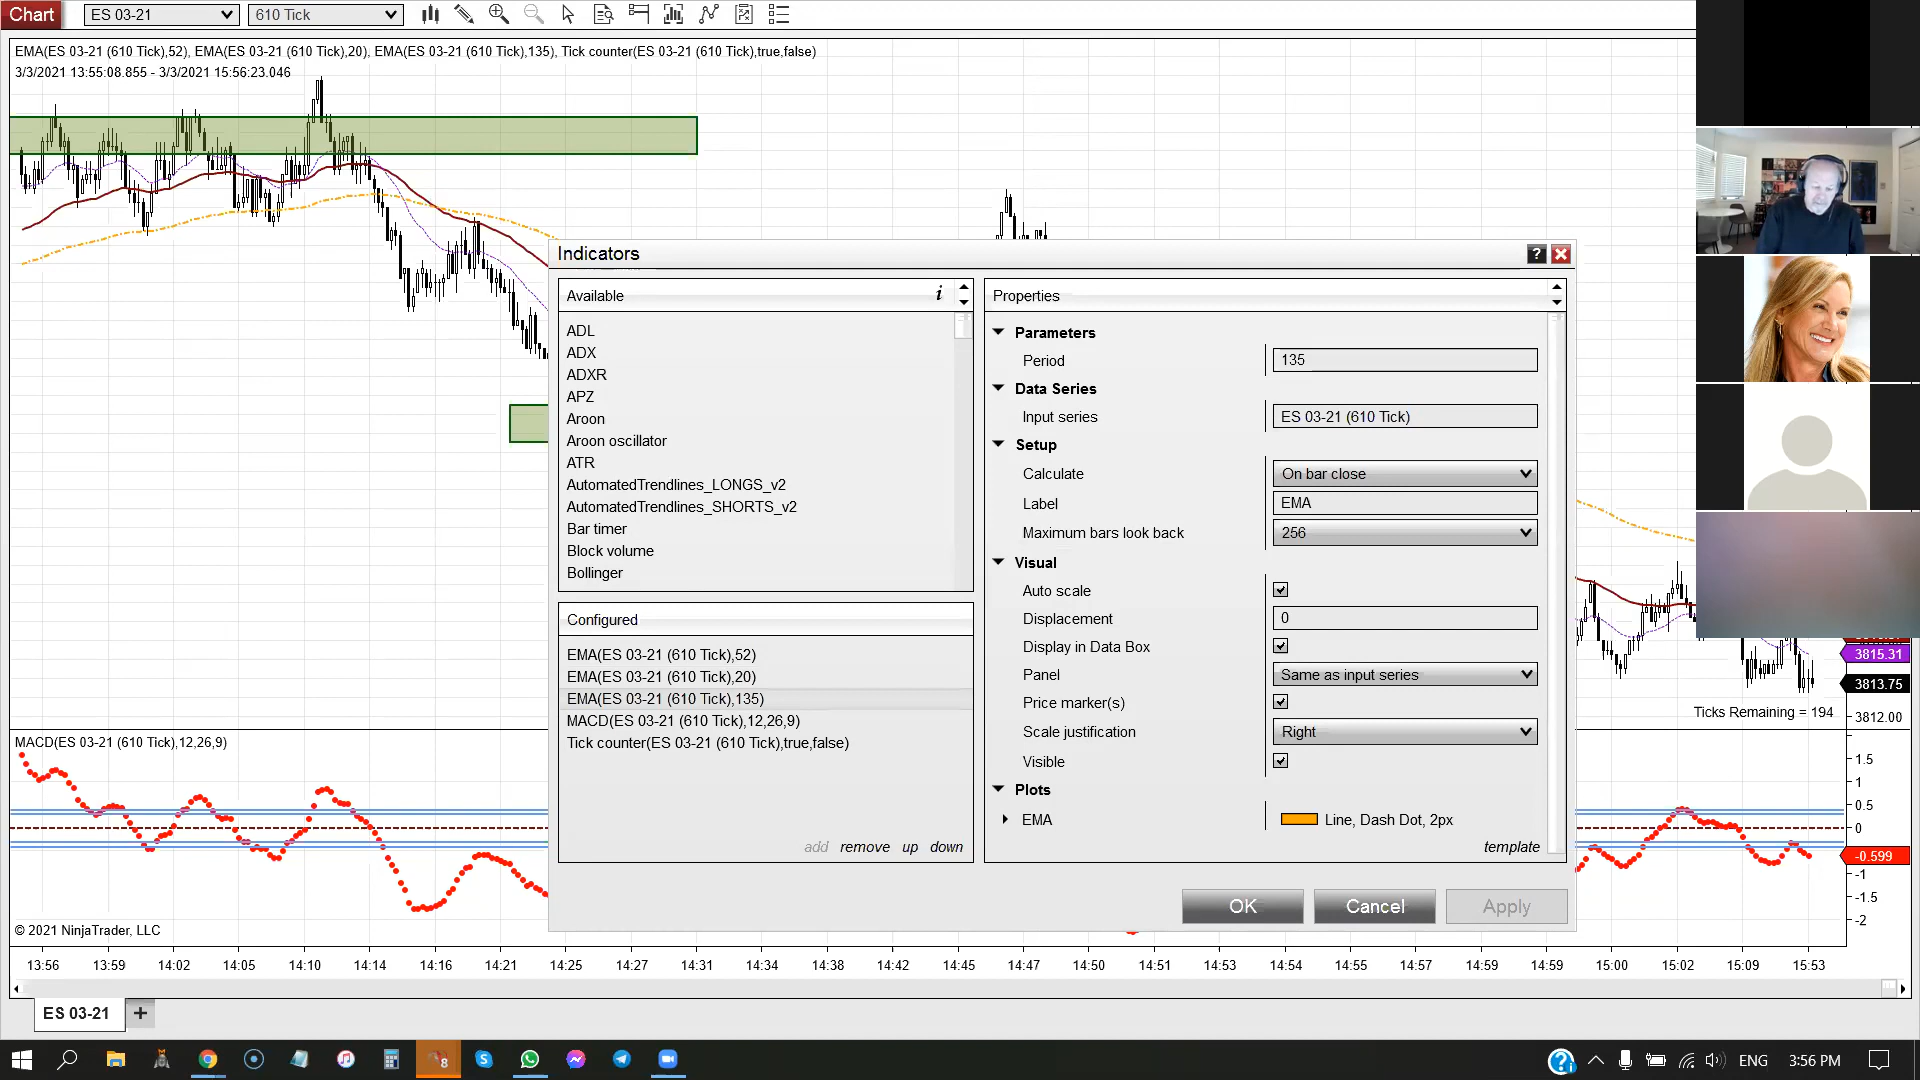 Chart
ES 03-21
610 Tick
EMA(ES 03-21 (610 Tick),52), EMA(ES 03-21 (610 Tick),20), EMA(ES 03-21 (610 Tick),135), Tick counter(ES 03-21 (610 Tick),true,false)
3/3/2021 13:55:08.855 - 3/3/2021 15:56:23.046
Indicators
?
Available
i
ADL
ADX
ADXR
APZ
Aroon
Aroon oscillator
ATR
AutomatedTrendlines_LONGS_v2
AutomatedTrendlines_SHORTS_v2
Bar timer
Block volume
Bollinger
Configured
EMA(ES 03-21 (610 Tick),52)
EMA(ES 03-21 (610 Tick),20)
EMA(ES 03-21 (610 Tick),135)
MACD(ES 03-21 (610 Tick),12,26,9)
Tick counter(ES 03-21 (610 Tick),true,false)
add remove up down
Properties
Parameters
Period 135
Data Series
Input series ES 03-21 (610 Tick)
Setup
Calculate On bar close
Label EMA
Maximum bars look back 256
Visual
Auto scale
Displacement 0
Display in Data Box
Panel Same as input series
Price marker(s)
Scale justification Right
Visible
Plots
EMA Line, Dash Dot, 2px
template
OK Cancel Apply
3815.31
3813.75
Ticks Remaining = 194
3812.00
MACD(ES 03-21 (610 Tick),12,26,9)
1.5
1
0.5
0
-0.599
-1
-1.5
-2
© 2021 NinjaTrader, LLC
13:56 13:59 14:02 14:05 14:10 14:14 14:16 14:21 14:25 14:27 14:31 14:34 14:38 14:42 14:45 14:47 14:50 14:51 14:53 14:54 14:55 14:57 14:59 14:59 15:00 15:02 15:09 15:53
ES 03-21 +
8
ENG 3:56 PM